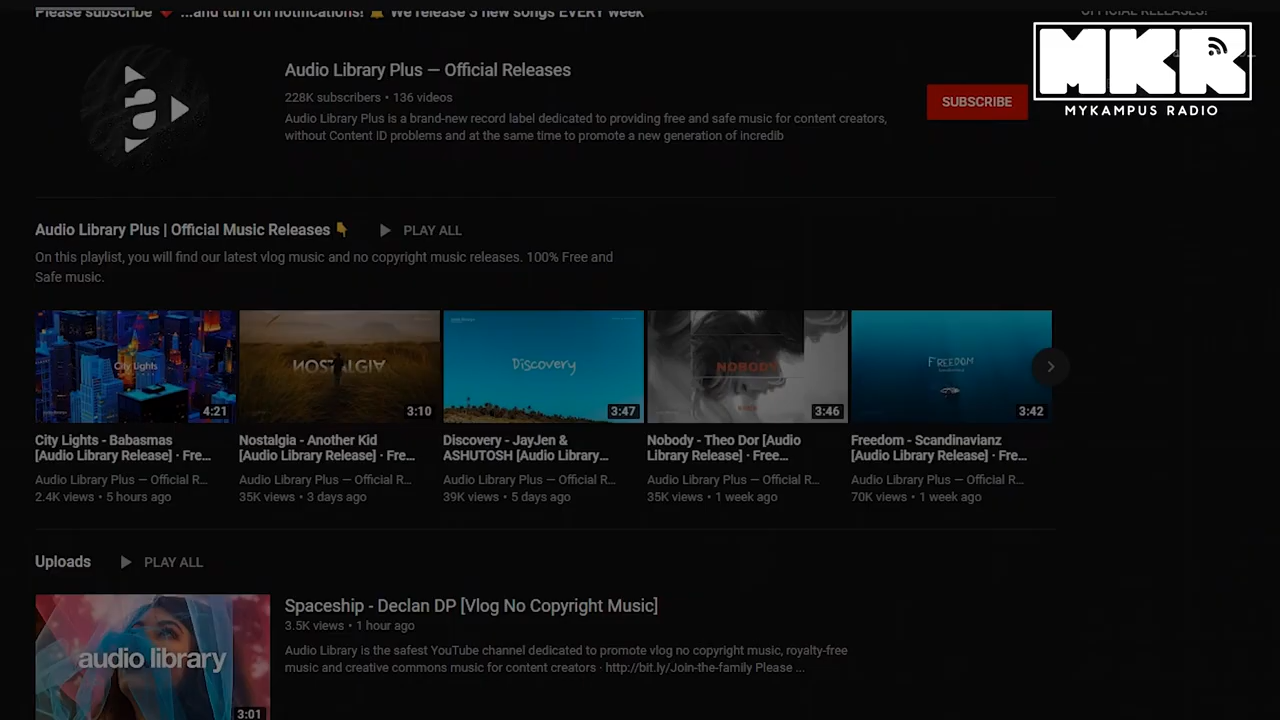 Please subscribe ❤️ ...and turn on notifications! 🔔 We release 3 new songs EVERY week
OFFICIAL RELEASES!
MKR
MYKAMPUS RADIO
Audio Library Plus — Official Releases
228K subscribers • 136 videos
SUBSCRIBE
Audio Library Plus is a brand-new record label dedicated to providing free and safe music for content creators,
without Content ID problems and at the same time to promote a new generation of incredib
Audio Library Plus | Official Music Releases 👇 PLAY ALL
On this playlist, you will find our latest vlog music and no copyright music releases. 100% Free and
Safe music.
City Lights
4:21
NOSTALGIA
3:10
Discovery
3:47
NOBODY
3:46
FREEDOM
3:42
City Lights - Babasmas
[Audio Library Release] · Fre...
Audio Library Plus — Official R...
2.4K views • 5 hours ago
Nostalgia - Another Kid
[Audio Library Release] · Fre...
Audio Library Plus — Official R...
35K views • 3 days ago
Discovery - JayJen &
ASHUTOSH [Audio Library...
Audio Library Plus — Official R...
39K views • 5 days ago
Nobody - Theo Dor [Audio
Library Release] · Free...
Audio Library Plus — Official R...
35K views • 1 week ago
Freedom - Scandinavianz
[Audio Library Release] · Fre...
Audio Library Plus — Official R...
70K views • 1 week ago
Uploads PLAY ALL
audio library
3:01
Spaceship - Declan DP [Vlog No Copyright Music]
3.5K views • 1 hour ago
Audio Library is the safest YouTube channel dedicated to promote vlog no copyright music, royalty-free
music and creative commons music for content creators · http://bit.ly/Join-the-family Please ...